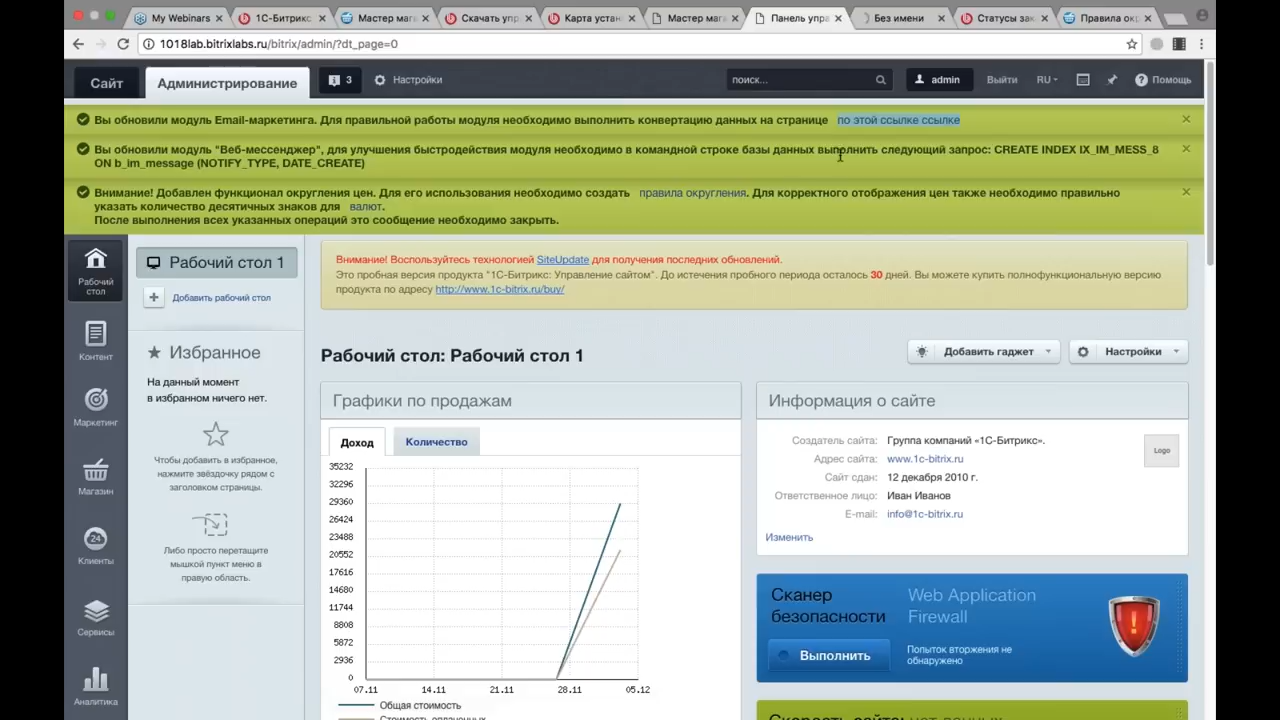 My Webinars
1С-Битрикс
Мастер мага
Скачать упр
Карта устан
Мастер мага
Панель упра
Без имени
Статусы зак
Правила окр
1018lab.bitrixlabs.ru/bitrix/admin/?dt_page=0
Сайт
Администрирование
3
Настройки
поиск...
admin
Выйти
RU
Помощь
Вы обновили модуль Email-маркетинга. Для правильной работы модуля необходимо выполнить конвертацию данных на странице по этой ссылке ссылке
Вы обновили модуль "Веб-мессенджер", для улучшения быстродействия модуля необходимо в командной строке базы данных выполнить следующий запрос: CREATE INDEX IX_IM_MESS_8
ON b_im_message (NOTIFY_TYPE, DATE_CREATE)
Внимание! Добавлен функционал округления цен. Для его использования необходимо создать правила округления. Для корректного отображения цен также необходимо правильно
указать количество десятичных знаков для валют.
После выполнения всех указанных операций это сообщение необходимо закрыть.
Рабочий
стол
Контент
Маркетинг
Магазин
24
Клиенты
Сервисы
Аналитика
Рабочий стол 1
Добавить рабочий стол
Избранное
На данный момент
в избранном ничего нет.
Чтобы добавить в избранное,
нажмите звёздочку рядом с
заголовком страницы.
Либо просто перетащите
мышкой пункт меню в
правую область.
Внимание! Воспользуйтесь технологией SiteUpdate для получения последних обновлений.
Это пробная версия продукта "1С-Битрикс: Управление сайтом". До истечения пробного периода осталось 30 дней. Вы можете купить полнофункциональную версию
продукта по адресу http://www.1c-bitrix.ru/buy/
Рабочий стол: Рабочий стол 1
Добавить гаджет
Настройки
Графики по продажам
Доход
Количество
35232
32296
29360
26424
23488
20552
17616
14680
11744
8808
5872
2936
0
07.11
14.11
21.11
28.11
05.12
Общая стоимость
Стоимость оплаченных
Информация о сайте
Создатель сайта: Группа компаний «1С-Битрикс».
Адрес сайта: www.1c-bitrix.ru
Сайт сдан: 12 декабря 2010 г.
Ответственное лицо: Иван Иванов
E-mail: info@1c-bitrix.ru
Logo
Изменить
Сканер
безопасности
Web Application
Firewall
Выполнить
Попыток вторжения не
обнаружено
Скорость сайта: нет данных